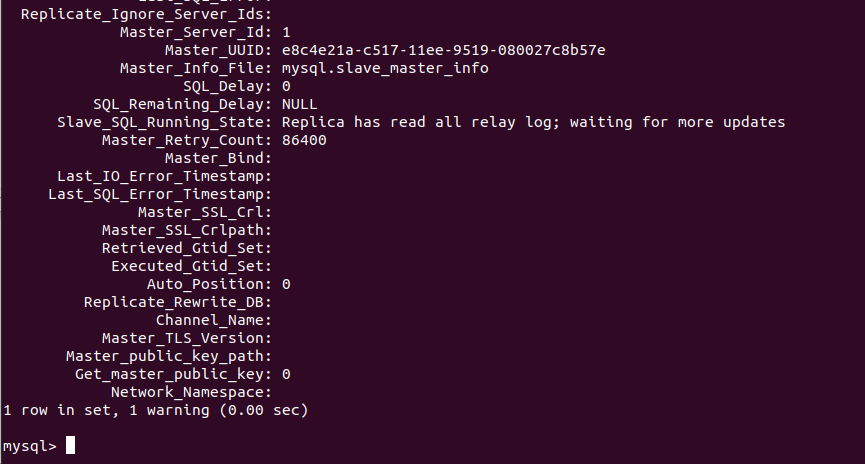 Replicate_Ignore_Server_Ids:
Master_Server_Id: 1
Master_UUID: e8c4e21a-c517-11ee-9519-080027c8b57e
Master_Info_File: mysql.slave_master_info
SQL_Delay: 0
SQL_Remaining_Delay: NULL
Slave_SQL_Running_State: Replica has read all relay log; waiting for more updates
Master_Retry_Count: 86400
Master_Bind:
Last_IO_Error_Timestamp:
Last_SQL_Error_Timestamp:
Master_SSL_Crl:
Master_SSL_Crlpath:
Retrieved_Gtid_Set:
Executed_Gtid_Set:
Auto_Position: 0
Replicate_Rewrite_DB:
Channel_Name:
Master_TLS_Version:
Master_public_key_path:
Get_master_public_key: 0
Network_Namespace:
1 row in set, 1 warning (0.00 sec)
mysql>